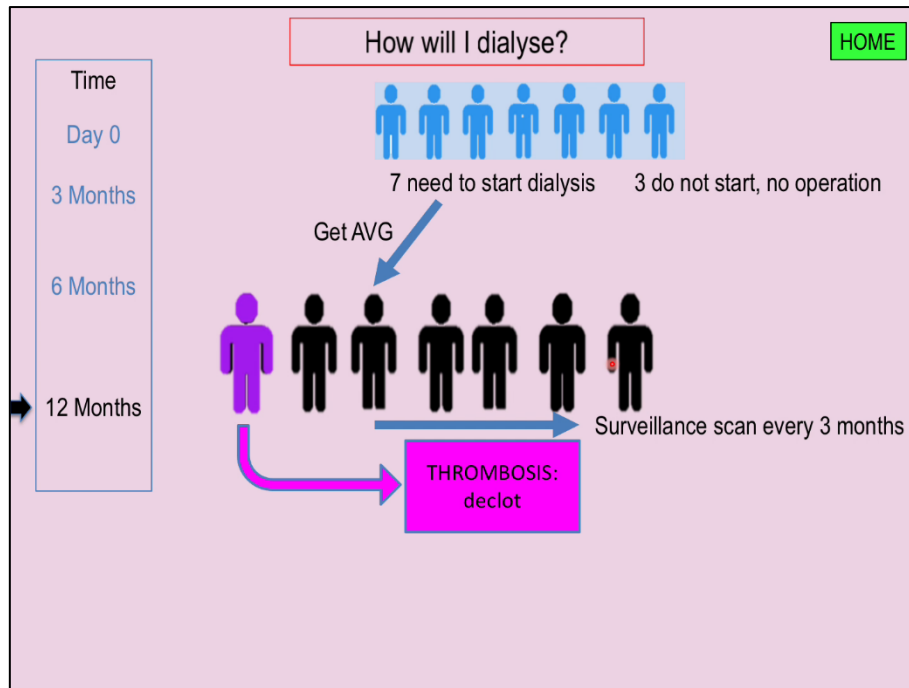 How will I dialyse?
HOME
Time
Day 0
3 Months
6 Months
12 Months
7 need to start dialysis
3 do not start, no operation
Get AVG
Surveillance scan every 3 months
THROMBOSIS:
declot